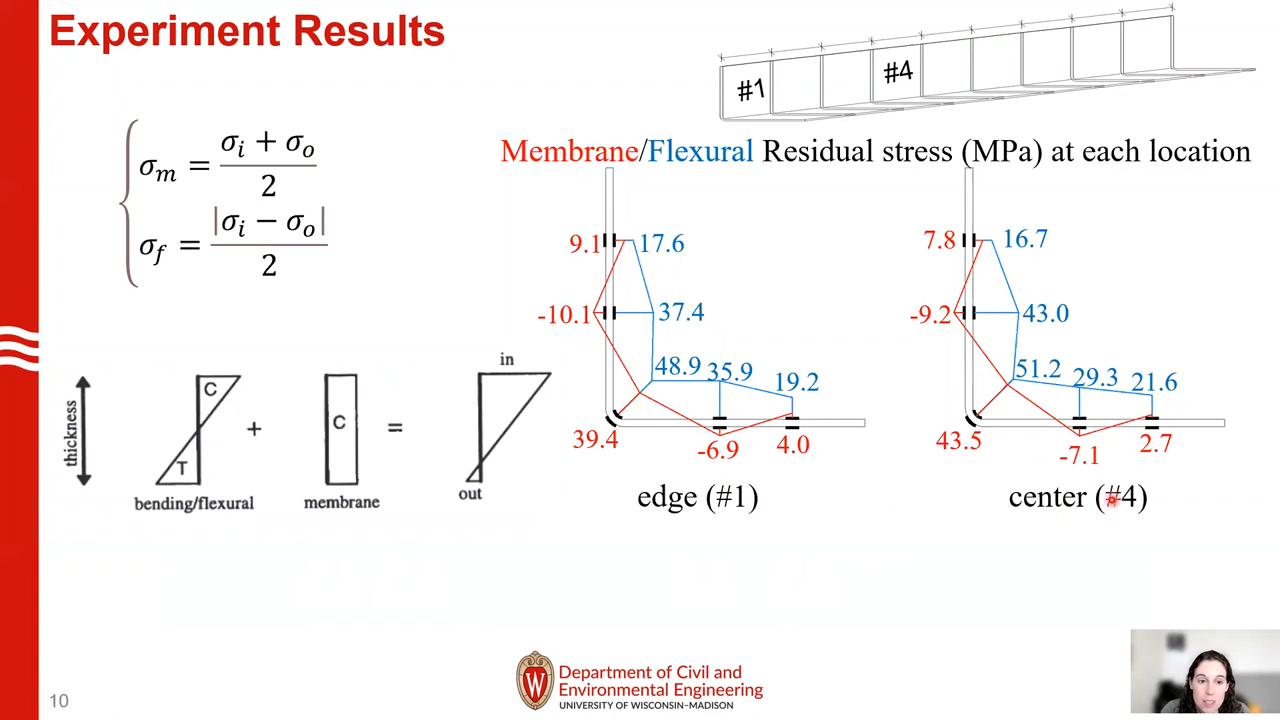 Experiment Results
#1
#4
σm = (σi + σo) / 2
σf = |σi − σo| / 2
Membrane/Flexural Residual stress (MPa) at each location
9.1
17.6
-10.1
37.4
48.9
35.9
19.2
39.4
-6.9
4.0
edge (#1)
7.8
16.7
-9.2
43.0
51.2
29.3
21.6
43.5
-7.1
2.7
center (#4)
thickness
C
T
bending/flexural
+
C
membrane
=
in
out
10
W
Department of Civil and
Environmental Engineering
UNIVERSITY OF WISCONSIN–MADISON